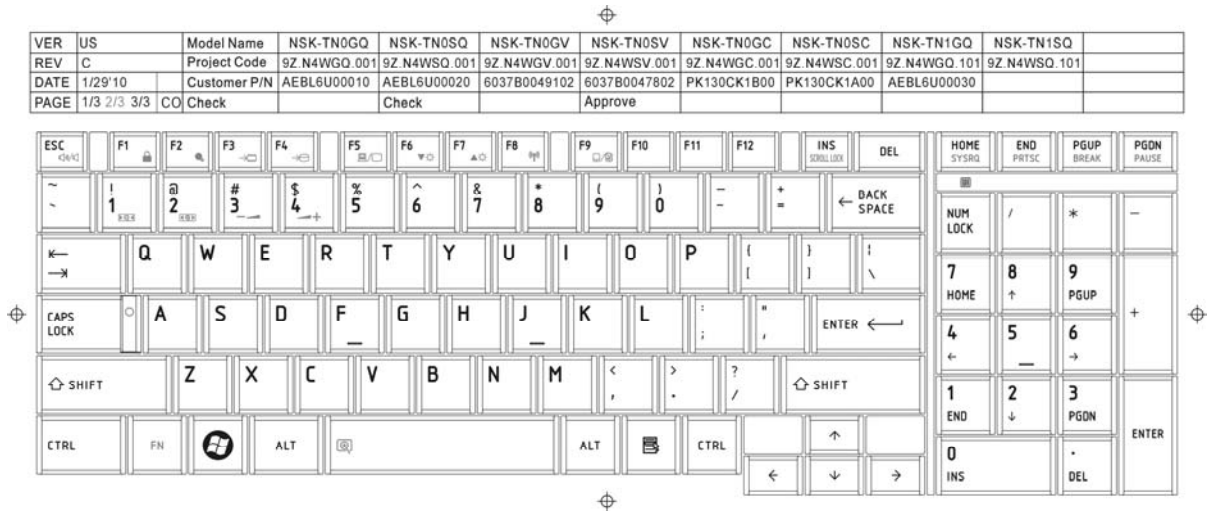 VER US Model Name NSK-TN0GQ NSK-TN0SQ NSK-TN0GV NSK-TN0SV NSK-TN0GC NSK-TN0SC NSK-TN1GQ NSK-TN1SQ
REV C Project Code 9Z.N4WGQ.001 9Z.N4WSQ.001 9Z.N4WGV.001 9Z.N4WSV.001 9Z.N4WGC.001 9Z.N4WSC.001 9Z.N4WGQ.101 9Z.N4WSQ.101
DATE 1/29'10 Customer P/N AEBL6U00010 AEBL6U00020 6037B0049102 6037B0047802 PK130CK1B00 PK130CK1A00 AEBL6U00030
PAGE 1/3 2/3 3/3 CO Check Check Approve
ESC F1 F2 F3 F4 F5 F6 F7 F8 F9 F10 F11 F12 INS DEL HOME END PGUP PGDN
SCROLL LOCK SYSRQ PRTSC BREAK PAUSE
~ ! @ # $ % ^ & * ( ) _ +
` 1 2 3 4 5 6 7 8 9 0 - = ← BACK SPACE
NUM LOCK / * −
⇤ ⇥ Q W E R T Y U I O P { [ } ] ¦ \
7 HOME 8 ↑ 9 PGUP +
CAPS LOCK A S D F G H J K L : ; " ' ENTER ←
4 ← 5 6 →
⇧ SHIFT Z X C V B N M < , > . ? / ⇧ SHIFT
1 END 2 ↓ 3 PGDN ENTER
CTRL FN ALT ALT CTRL ↑
0 INS . DEL
← ↓ →